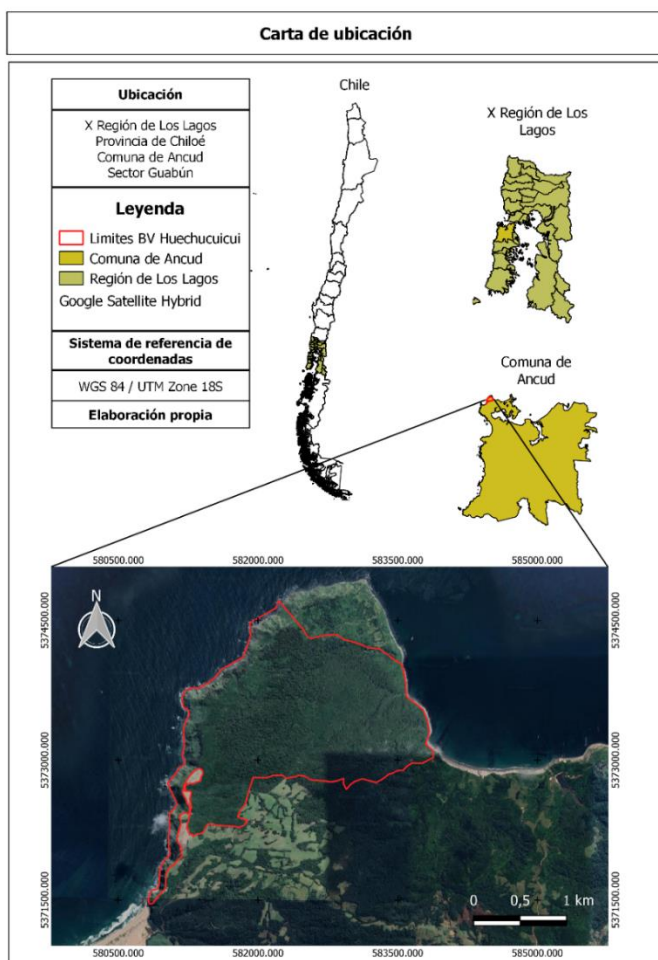 Carta de ubicación
Ubicación
X Región de Los Lagos
Provincia de Chiloé
Comuna de Ancud
Sector Guabún
Leyenda
Limites BV Huechucuicui
Comuna de Ancud
Región de Los Lagos
Google Satellite Hybrid
Sistema de referencia de
coordenadas
WGS 84 / UTM Zone 18S
Elaboración propia
Chile
X Región de Los
Lagos
Comuna de
Ancud
580500.000 582000.000 583500.000 585000.000
5374500.000 5374500.000
N
5373000.000 5373000.000
5371500.000 5371500.000
0 0,5 1 km
580500.000 582000.000 583500.000 585000.000